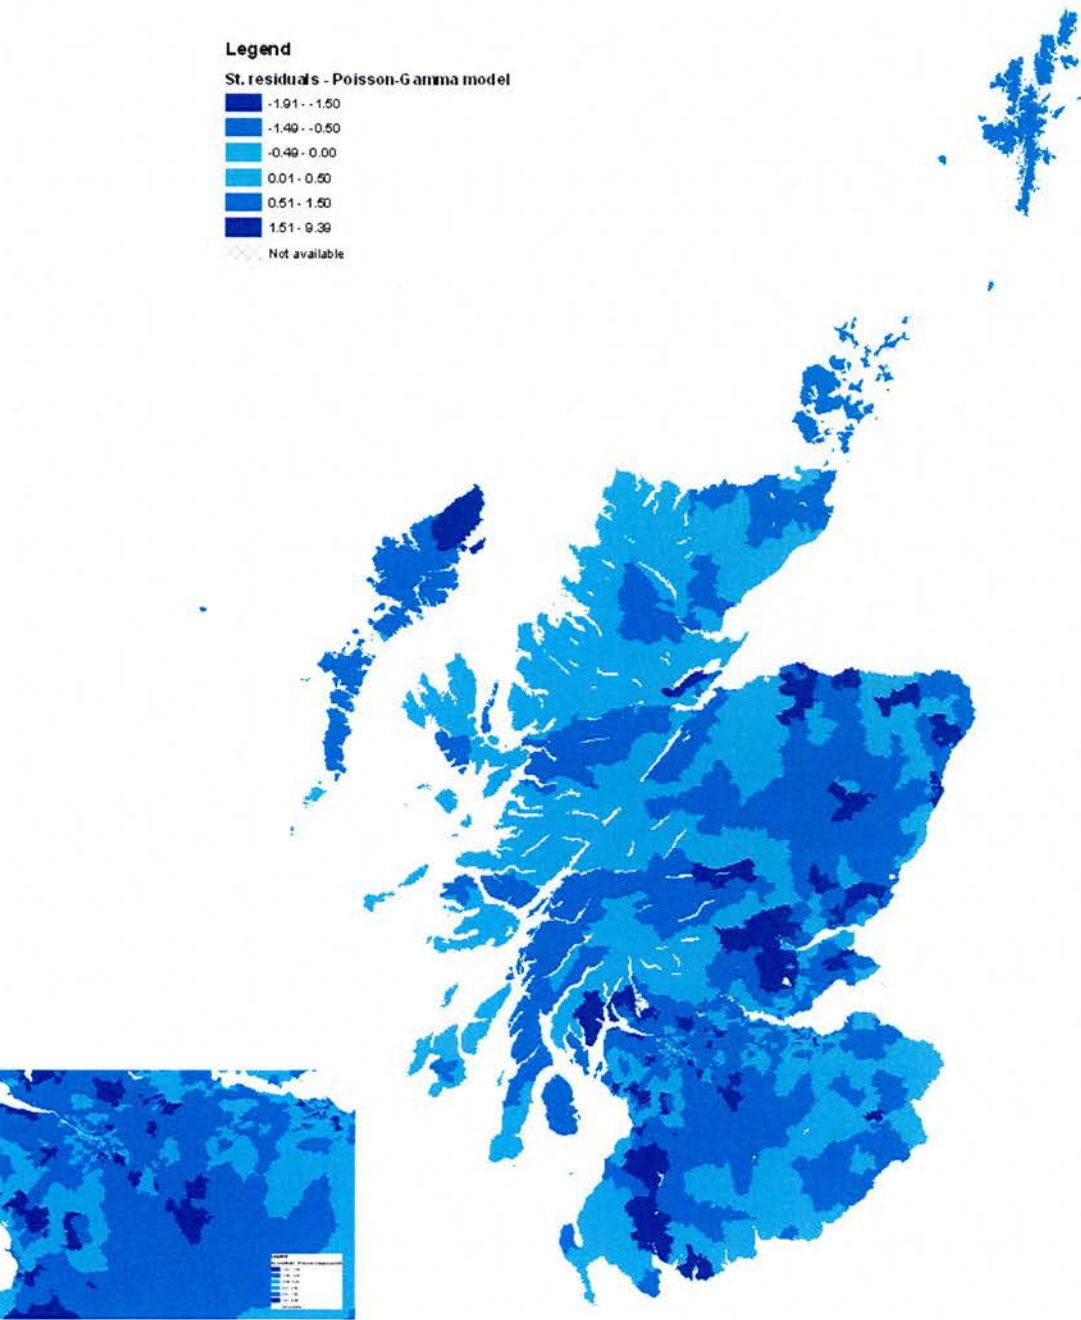 Legend
St. residuals - Poisson-Gamma model
-1.91 - -1.50
-1.49 - -0.50
-0.49 - 0.00
0.01 - 0.50
0.51 - 1.50
1.51 - 9.39
Not available
Legend